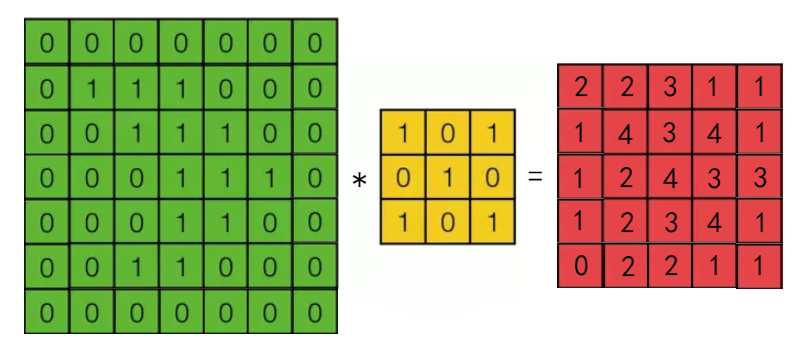 0 0 0 0 0 0 0
0 1 1 1 0 0 0
0 0 1 1 1 0 0
0 0 0 1 1 1 0
0 0 0 1 1 0 0
0 0 1 1 0 0 0
0 0 0 0 0 0 0
*
1 0 1
0 1 0
1 0 1
=
2 2 3 1 1
1 4 3 4 1
1 2 4 3 3
1 2 3 4 1
0 2 2 1 1